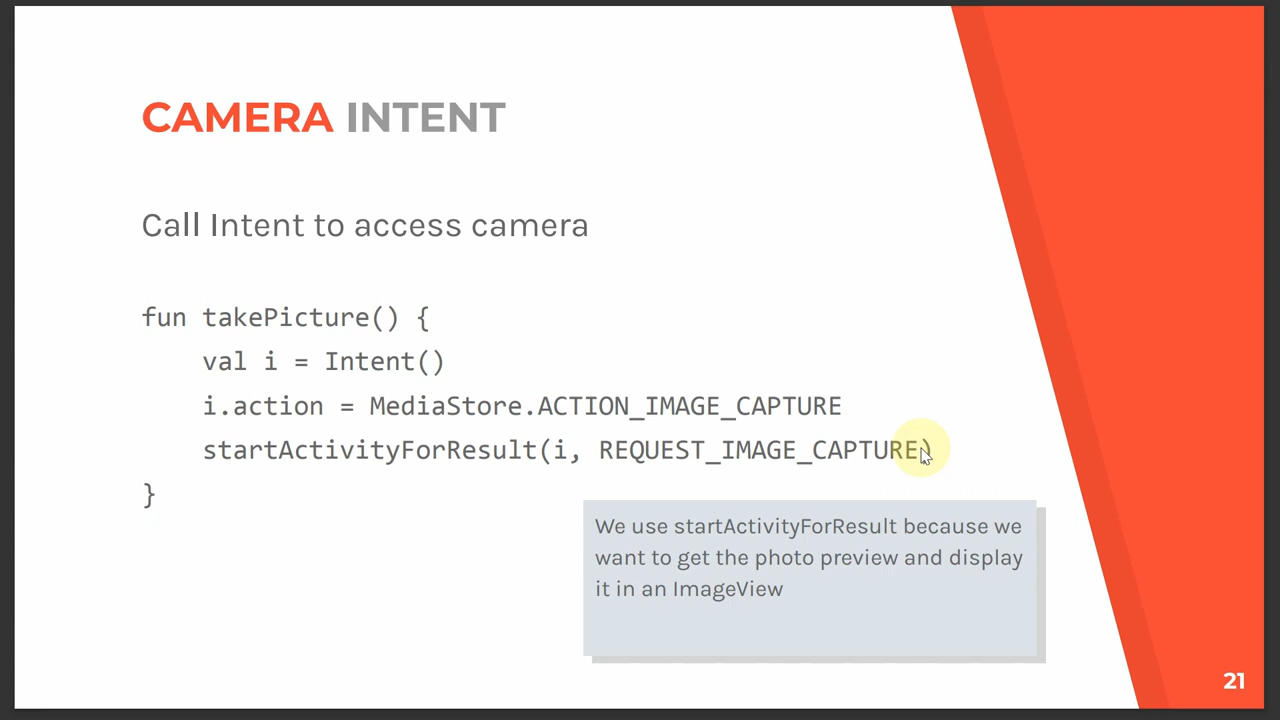 CAMERA INTENT
Call Intent to access camera
fun takePicture() {
    val i = Intent()
    i.action = MediaStore.ACTION_IMAGE_CAPTURE
    startActivityForResult(i, REQUEST_IMAGE_CAPTURE)
}
We use startActivityForResult because we
want to get the photo preview and display
it in an ImageView
21